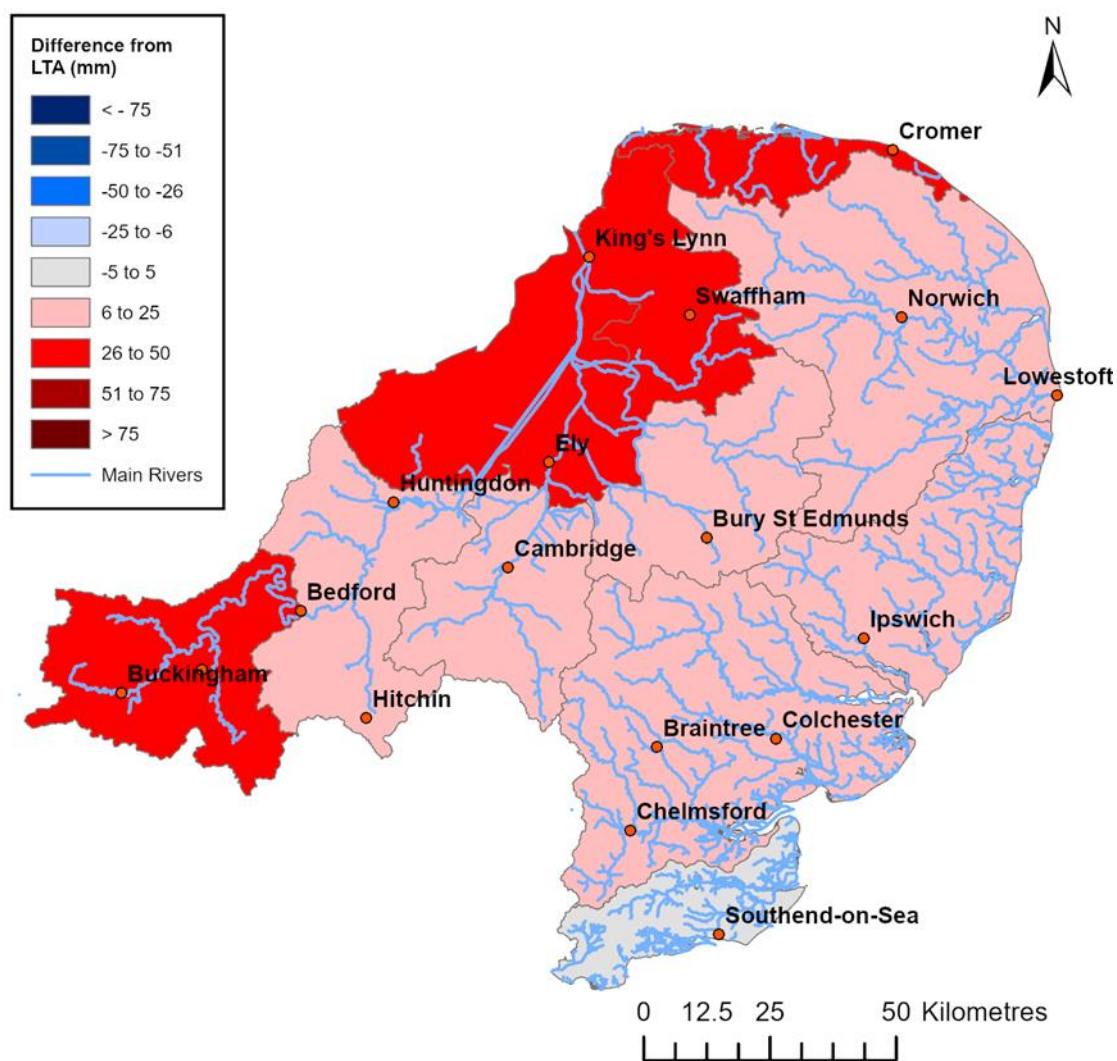 Difference from
LTA (mm)
< - 75
-75 to -51
-50 to -26
-25 to -6
-5 to 5
6 to 25
26 to 50
51 to 75
> 75
Main Rivers
N
Cromer
King's Lynn
Swaffham
Norwich
Lowestoft
Ely
Huntingdon
Bury St Edmunds
Cambridge
Bedford
Ipswich
Buckingham
Hitchin
Braintree
Colchester
Chelmsford
Southend-on-Sea
0 12.5 25 50 Kilometres